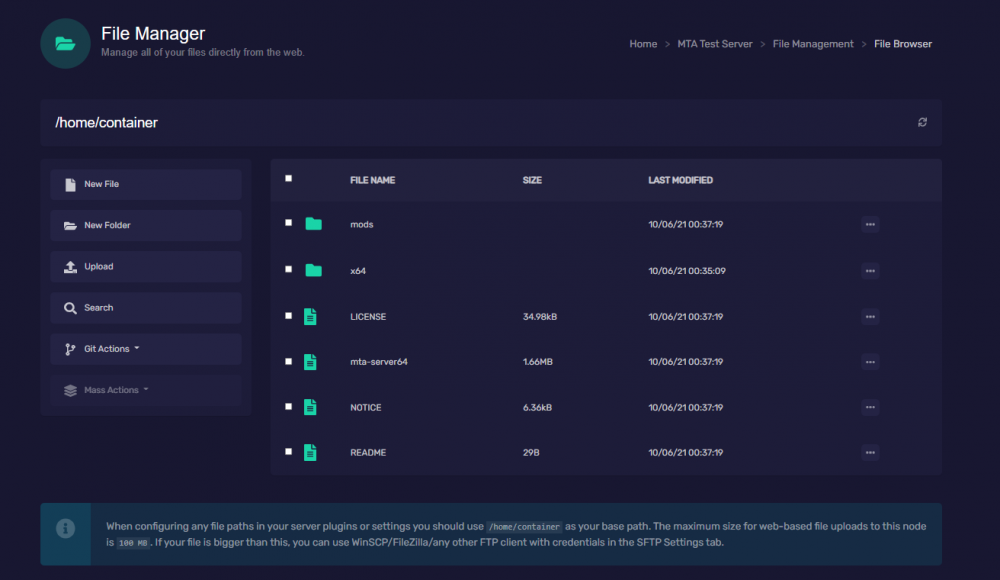 File Manager
Manage all of your files directly from the web.
Home > MTA Test Server > File Management > File Browser
/home/container
New File
New Folder
Upload
Search
Git Actions
Mass Actions
FILE NAME SIZE LAST MODIFIED
mods 10/06/21 00:37:19
x64 10/06/21 00:35:09
LICENSE 34.98kB 10/06/21 00:37:19
mta-server64 1.66MB 10/06/21 00:37:19
NOTICE 6.36kB 10/06/21 00:37:19
README 29B 10/06/21 00:37:19
When configuring any file paths in your server plugins or settings you should use /home/container as your base path. The maximum size for web-based file uploads to this node
is 100 MB. If your file is bigger than this, you can use WinSCP/FileZilla/any other FTP client with credentials in the SFTP Settings tab.